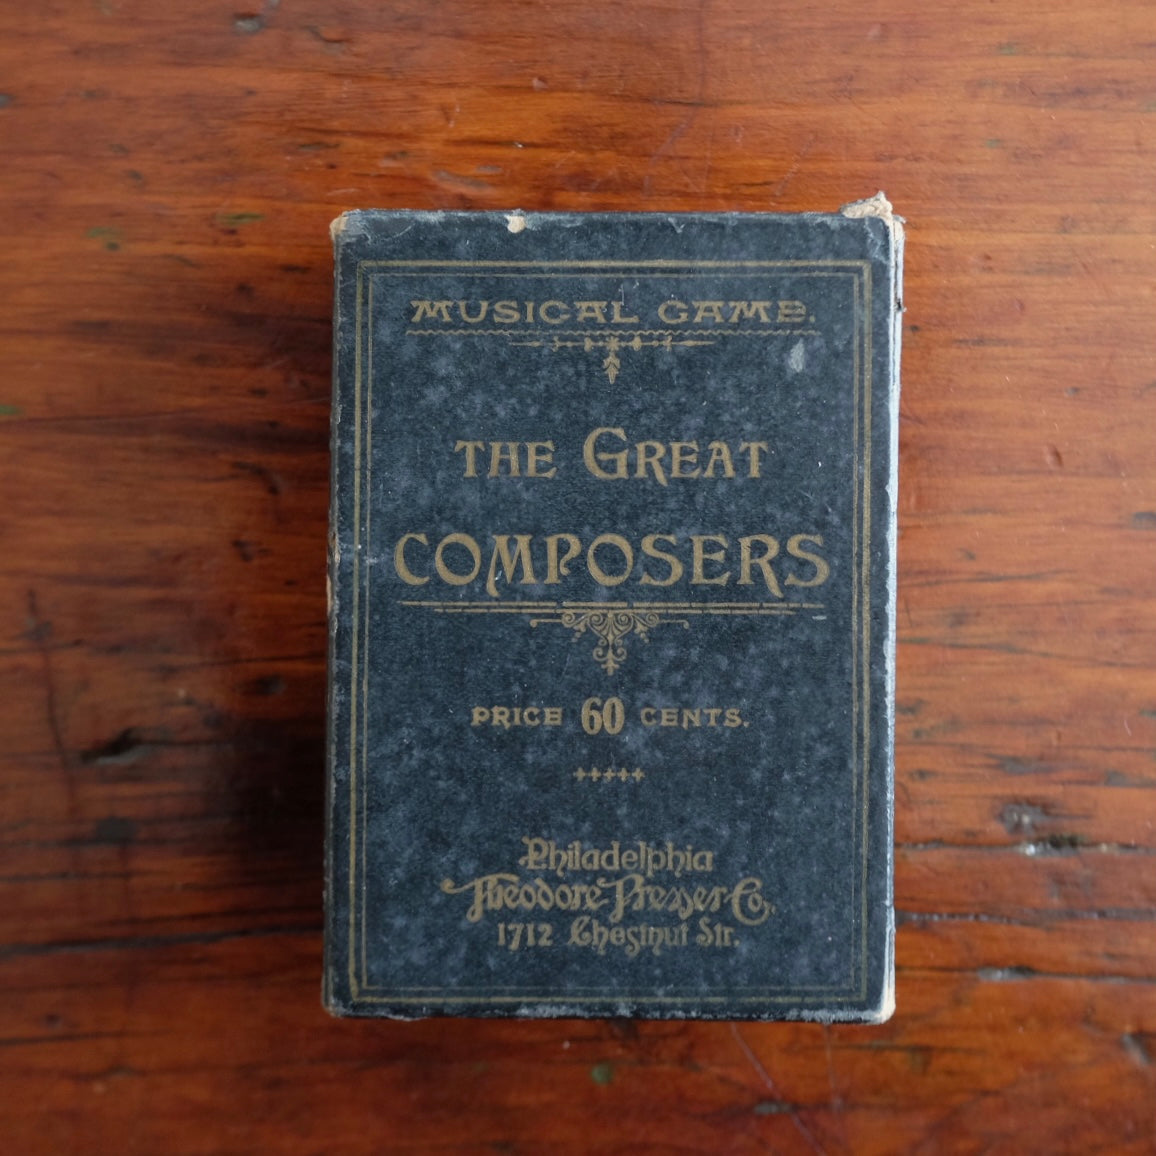 MUSICAL GAME.
THE GREAT
COMPOSERS
PRICE 60 CENTS.
Philadelphia
Theodore Presser Co.
1712 Chestnut Str.